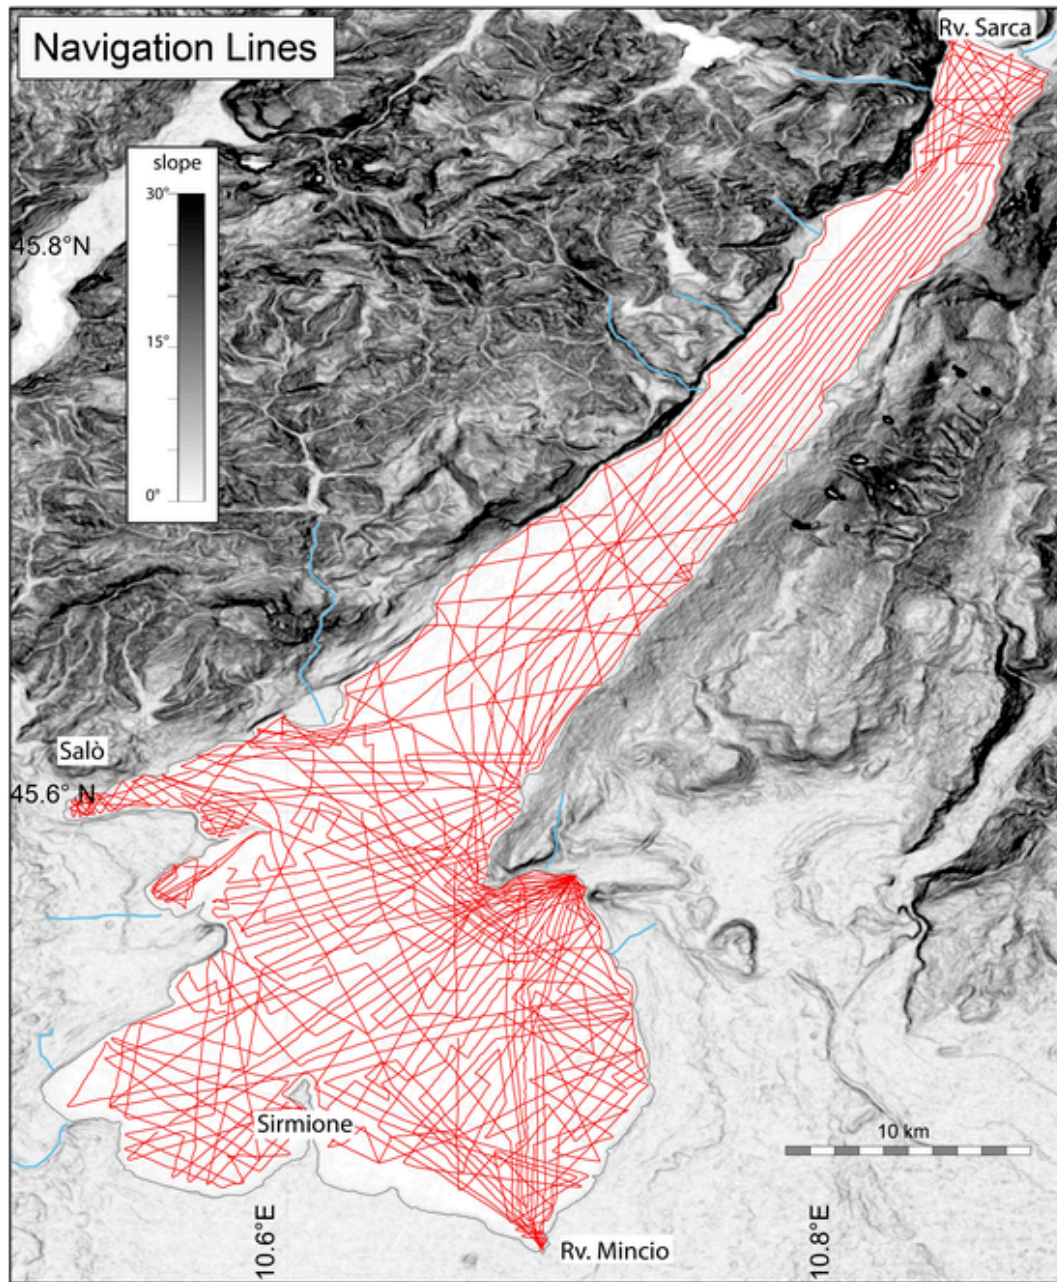 Rv. Sarca
Navigation Lines
slope
30°
45.8°N
15°
0°
Salò
45.6° N
Sirmione
10 km
10.6°E
10.8°E
Rv. Mincio